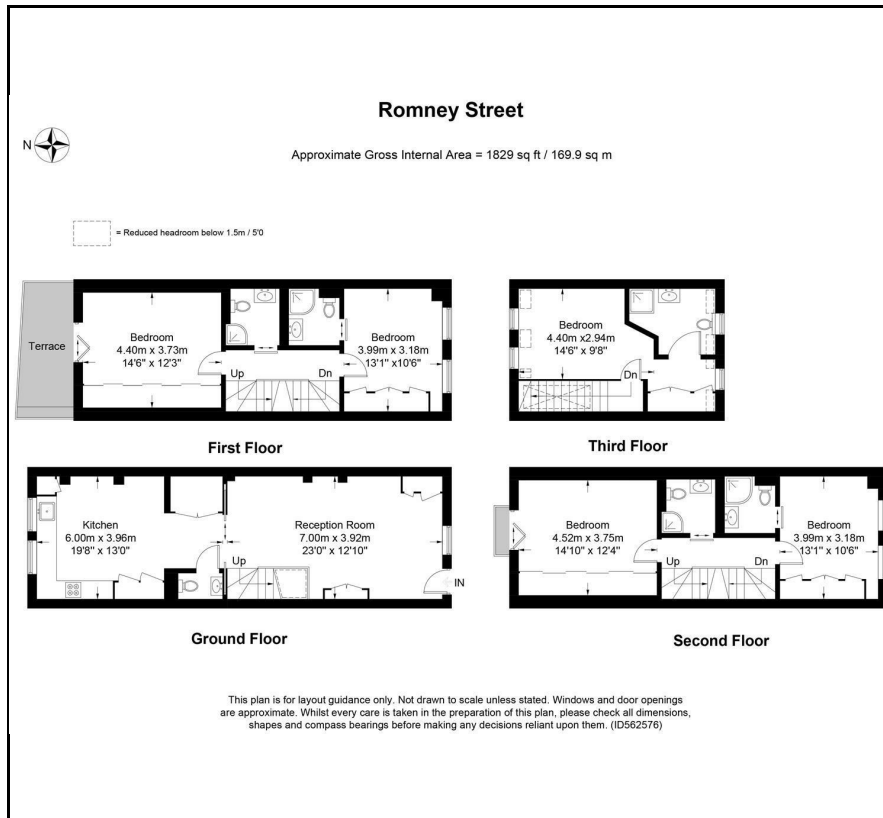 Romney Street
N
Approximate Gross Internal Area = 1829 sq ft / 169.9 sq m
= Reduced headroom below 1.5m / 5'0
Terrace
Bedroom
4.40m x 3.73m
14'6" x 12'3"
Up
Dn
Bedroom
3.99m x 3.18m
13'1" x10'6"
First Floor
Bedroom
4.40m x2.94m
14'6" x 9'8"
Dn
Third Floor
Kitchen
6.00m x 3.96m
19'8" x 13'0"
Up
Reception Room
7.00m x 3.92m
23'0" x 12'10"
IN
Ground Floor
Bedroom
4.52m x 3.75m
14'10" x 12'4"
Up
Dn
Bedroom
3.99m x 3.18m
13'1" x 10'6"
Second Floor
This plan is for layout guidance only. Not drawn to scale unless stated. Windows and door openings
are approximate. Whilst every care is taken in the preparation of this plan, please check all dimensions,
shapes and compass bearings before making any decisions reliant upon them. (ID562576)